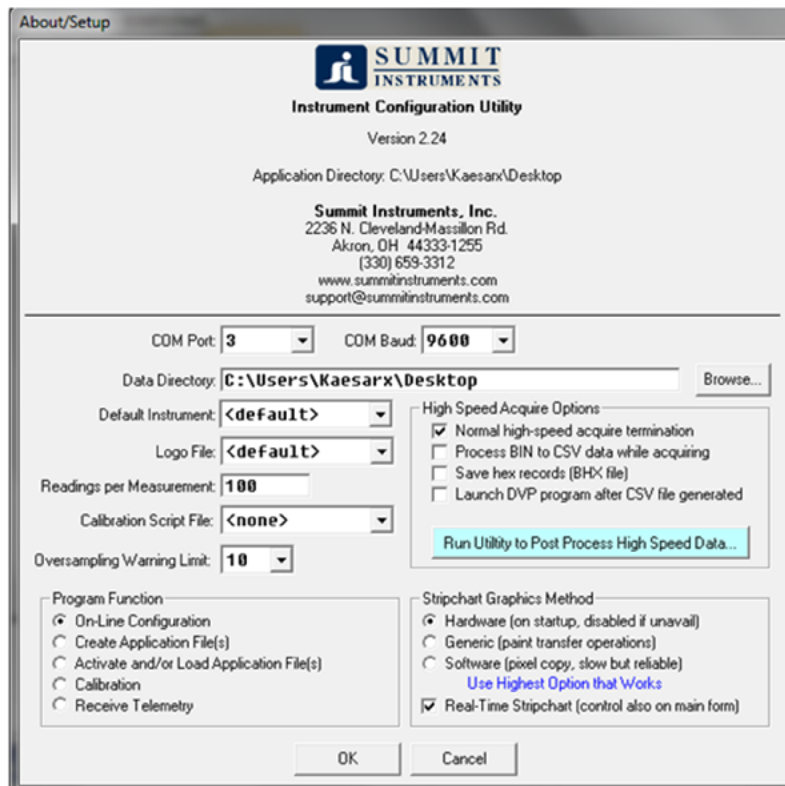 About/Setup
SUMMIT
INSTRUMENTS
Instrument Configuration Utility
Version 2.24
Application Directory: C:\Users\Kaesarx\Desktop
Summit Instruments, Inc.
2236 N. Cleveland-Massillon Rd.
Akron, OH 44333-1255
(330) 659-3312
www.summitinstruments.com
support@summitinstruments.com
COM Port: 3 COM Baud: 9600
Data Directory: C:\Users\Kaesarx\Desktop Browse...
Default Instrument: <default>
Logo File: <default>
Readings per Measurement: 100
Calibration Script File: <none>
Oversampling Warning Limit: 10
High Speed Acquire Options
Normal high-speed acquire termination
Process BIN to CSV data while acquiring
Save hex records (BHX file)
Launch DVP program after CSV file generated
Run Utility to Post Process High Speed Data...
Program Function
On-Line Configuration
Create Application File(s)
Activate and/or Load Application File(s)
Calibration
Receive Telemetry
Stripchart Graphics Method
Hardware (on startup, disabled if unavail)
Generic (paint transfer operations)
Software (pixel copy, slow but reliable)
Use Highest Option that Works
Real-Time Stripchart (control also on main form)
OK Cancel